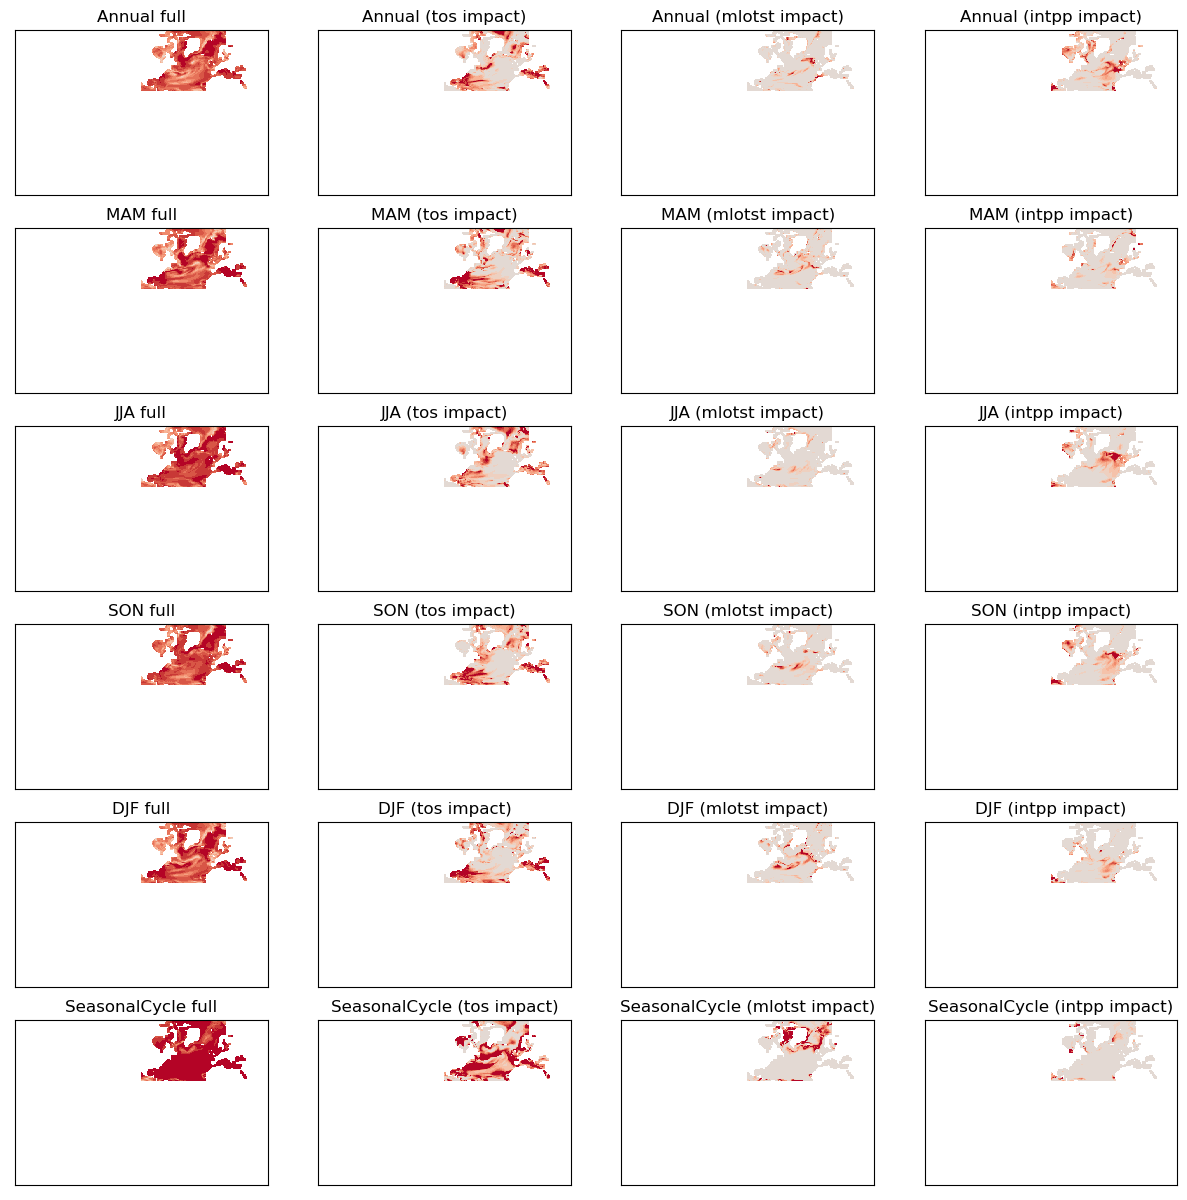 Annual full
Annual (tos impact)
Annual (mlotst impact)
Annual (intpp impact)
MAM full
MAM (tos impact)
MAM (mlotst impact)
MAM (intpp impact)
JJA full
JJA (tos impact)
JJA (mlotst impact)
JJA (intpp impact)
SON full
SON (tos impact)
SON (mlotst impact)
SON (intpp impact)
DJF full
DJF (tos impact)
DJF (mlotst impact)
DJF (intpp impact)
SeasonalCycle full
SeasonalCycle (tos impact)
SeasonalCycle (mlotst impact)
SeasonalCycle (intpp impact)